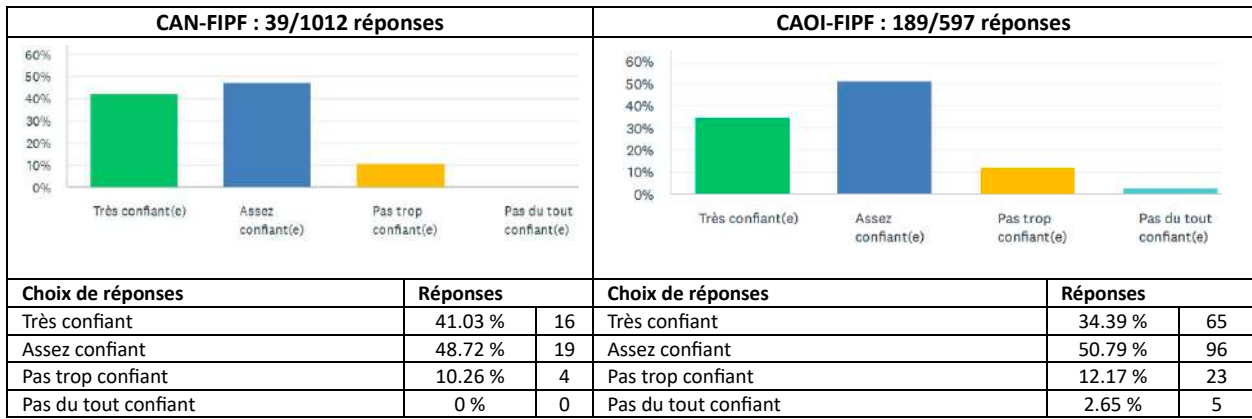 CAN-FIPF : 39/1012 réponses
60%
50%
40%
30%
20%
10%
0%
Très confiant(e)
Assez
confiant(e)
Pas trop
confiant(e)
Pas du tout
confiant(e)
CAOI-FIPF : 189/597 réponses
60%
50%
40%
30%
20%
10%
0%
Très confiant(e)
Assez
confiant(e)
Pas trop
confiant(e)
Pas du tout
confiant(e)
Choix de réponses Réponses Choix de réponses Réponses
Très confiant 41.03 % 16 Très confiant 34.39 % 65
Assez confiant 48.72 % 19 Assez confiant 50.79 % 96
Pas trop confiant 10.26 % 4 Pas trop confiant 12.17 % 23
Pas du tout confiant 0 % 0 Pas du tout confiant 2.65 % 5